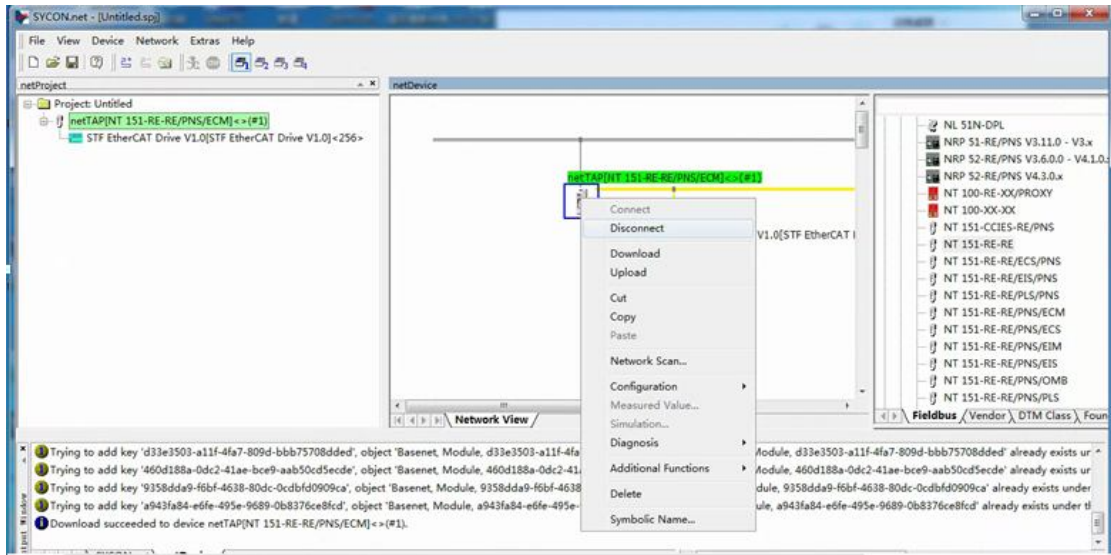 SYCON.net - [Untitled.spj]
File View Device Network Extras Help
netProject
Project: Untitled
netTAP[NT 151-RE-RE/PNS/ECM]<>(#1)
STF EtherCAT Drive V1.0[STF EtherCAT Drive V1.0]<256>
netDevice
netTAP[NT 151-RE-RE/PNS/ECM]<>(#1)
V1.0[STF EtherCAT
Connect
Disconnect
Download
Upload
Cut
Copy
Paste
Network Scan...
Configuration
Measured Value...
Simulation...
Diagnosis
Additional Functions
Delete
Symbolic Name...
Network View
NL 51N-DPL
NRP 51-RE/PNS V3.11.0 - V3.x
NRP 52-RE/PNS V3.6.0.0 - V4.1.0.
NRP 52-RE/PNS V4.3.0.x
NT 100-RE-XX/PROXY
NT 100-XX-XX
NT 151-CCIES-RE/PNS
NT 151-RE-RE
NT 151-RE-RE/ECS/PNS
NT 151-RE-RE/EIS/PNS
NT 151-RE-RE/PLS/PNS
NT 151-RE-RE/PNS/ECM
NT 151-RE-RE/PNS/ECS
NT 151-RE-RE/PNS/EIM
NT 151-RE-RE/PNS/EIS
NT 151-RE-RE/PNS/OMB
NT 151-RE-RE/PNS/PLS
Fieldbus Vendor DTM Class Foun
Trying to add key 'd33e3503-a11f-4fa7-809d-bbb75708dded', object 'Basenet, Module, d33e3503-a11f-4fa Module, d33e3503-a11f-4fa7-809d-bbb75708dded' already exists ur
Trying to add key '460d188a-0dc2-41ae-bce9-aab50cd5ecde', object 'Basenet, Module, 460d188a-0dc2-41 Module, 460d188a-0dc2-41ae-bce9-aab50cd5ecde' already exists ur
Trying to add key '9358dda9-f6bf-4638-80dc-0cdbfd0909ca', object 'Basenet, Module, 9358dda9-f6bf-4638 dule, 9358dda9-f6bf-4638-80dc-0cdbfd0909ca' already exists under
Trying to add key 'a943fa84-e6fe-495e-9689-0b8376ce8fcd', object 'Basenet, Module, a943fa84-e6fe-495e- ule, a943fa84-e6fe-495e-9689-0b8376ce8fcd' already exists under tl
Download succeeded to device netTAP[NT 151-RE-RE/PNS/ECM]<>(#1).